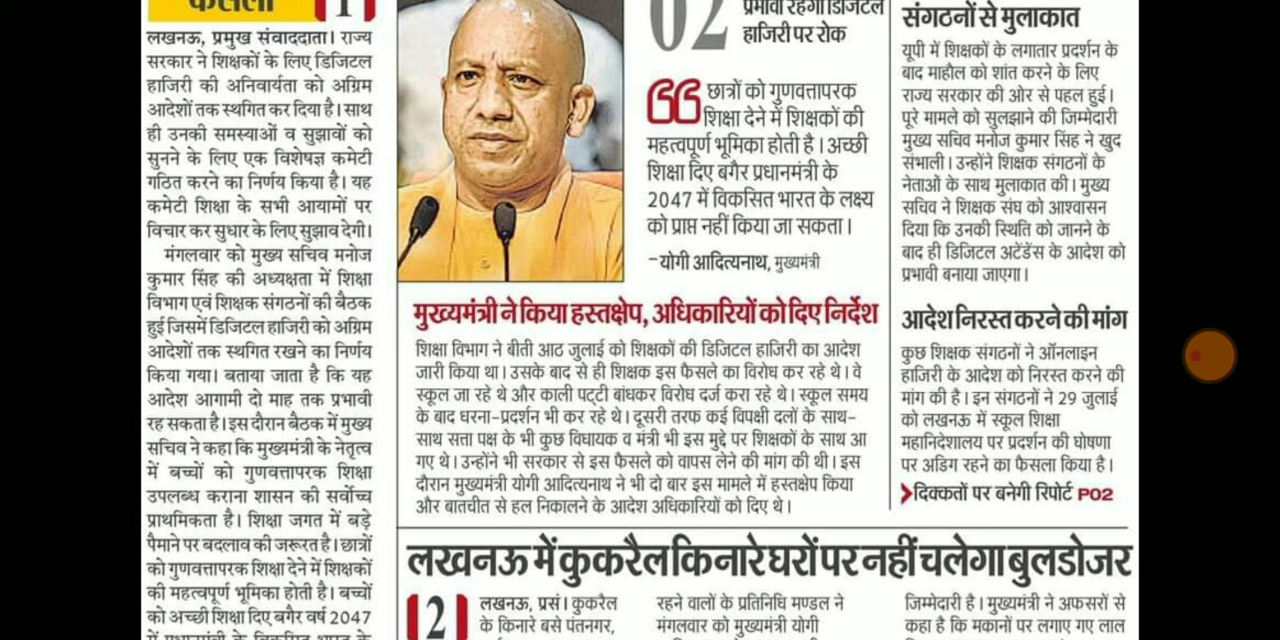 फैसला
1
लखनऊ, प्रमुख संवाददाता। राज्य
सरकार ने शिक्षकों के लिए डिजिटल
हाजिरी की अनिवार्यता को अग्रिम
आदेशों तक स्थगित कर दिया है। साथ
ही उनकी समस्याओं व सुझावों को
सुनने के लिए एक विशेषज्ञ कमेटी
गठित करने का निर्णय किया है। यह
कमेटी शिक्षा के सभी आयामों पर
विचार कर सुधार के लिए सुझाव देगी।
मंगलवार को मुख्य सचिव मनोज
कुमार सिंह की अध्यक्षता में शिक्षा
विभाग एवं शिक्षक संगठनों की बैठक
हुई जिसमें डिजिटल हाजिरी को अग्रिम
आदेशों तक स्थगित रखने का निर्णय
किया गया। बताया जाता है कि यह
आदेश आगामी दो माह तक प्रभावी
रह सकता है। इस दौरान बैठक में मुख्य
सचिव ने कहा कि मुख्यमंत्री के नेतृत्व
में बच्चों को गुणवत्तापरक शिक्षा
उपलब्ध कराना शासन की सर्वोच्च
प्राथमिकता है। शिक्षा जगत में बड़े
पैमाने पर बदलाव की जरूरत है। छात्रों
को गुणवत्तापरक शिक्षा देने में शिक्षकों
की महत्वपूर्ण भूमिका होती है। बच्चों
को अच्छी शिक्षा दिए बगैर वर्ष 2047
02
प्रभावी रहेगी डिजिटल
हाजिरी पर रोक
छात्रों को गुणवत्तापरक
शिक्षा देने में शिक्षकों की
महत्वपूर्ण भूमिका होती है। अच्छी
शिक्षा दिए बगैर प्रधानमंत्री के
2047 में विकसित भारत के लक्ष्य
को प्राप्त नहीं किया जा सकता।
–योगी आदित्यनाथ, मुख्यमंत्री
मुख्यमंत्री ने किया हस्तक्षेप, अधिकारियों को दिए निर्देश
शिक्षा विभाग ने बीती आठ जुलाई को शिक्षकों की डिजिटल हाजिरी का आदेश
जारी किया था। उसके बाद से ही शिक्षक इस फैसले का विरोध कर रहे थे। वे
स्कूल जा रहे थे और काली पट्टी बांधकर विरोध दर्ज करा रहे थे। स्कूल समय
के बाद धरना-प्रदर्शन भी कर रहे थे। दूसरी तरफ कई विपक्षी दलों के साथ-
साथ सत्ता पक्ष के भी कुछ विधायक व मंत्री भी इस मुद्दे पर शिक्षकों के साथ आ
गए थे। उन्होंने भी सरकार से इस फैसले को वापस लेने की मांग की थी। इस
दौरान मुख्यमंत्री योगी आदित्यनाथ ने भी दो बार इस मामले में हस्तक्षेप किया
और बातचीत से हल निकालने के आदेश अधिकारियों को दिए थे।
संगठनों से मुलाकात
यूपी में शिक्षकों के लगातार प्रदर्शन के
बाद माहौल को शांत करने के लिए
राज्य सरकार की ओर से पहल हुई।
पूरे मामले को सुलझाने की जिम्मेदारी
मुख्य सचिव मनोज कुमार सिंह ने खुद
संभाली। उन्होंने शिक्षक संगठनों के
नेताओं के साथ मुलाकात की। मुख्य
सचिव ने शिक्षक संघ को आश्वासन
दिया कि उनकी स्थिति को जानने के
बाद ही डिजिटल अटेंडेंस के आदेश को
प्रभावी बनाया जाएगा।
आदेश निरस्त करने की मांग
कुछ शिक्षक संगठनों ने ऑनलाइन
हाजिरी के आदेश को निरस्त करने की
मांग की है। इन संगठनों ने 29 जुलाई
को लखनऊ में स्कूल शिक्षा
महानिदेशालय पर प्रदर्शन की घोषणा
पर अडिग रहने का फैसला किया है।
दिक्कतों पर बनेगी रिपोर्ट P02
लखनऊ में कुकरैल किनारे घरों पर नहीं चलेगा बुलडोजर
2
लखनऊ, प्रसं। कुकरैल
के किनारे बसे पंतनगर,
रहने वालों के प्रतिनिधि मण्डल ने
मंगलवार को मुख्यमंत्री योगी
जिम्मेदारी है। मुख्यमंत्री ने अफसरों से
कहा है कि मकानों पर लगाए गए लाल